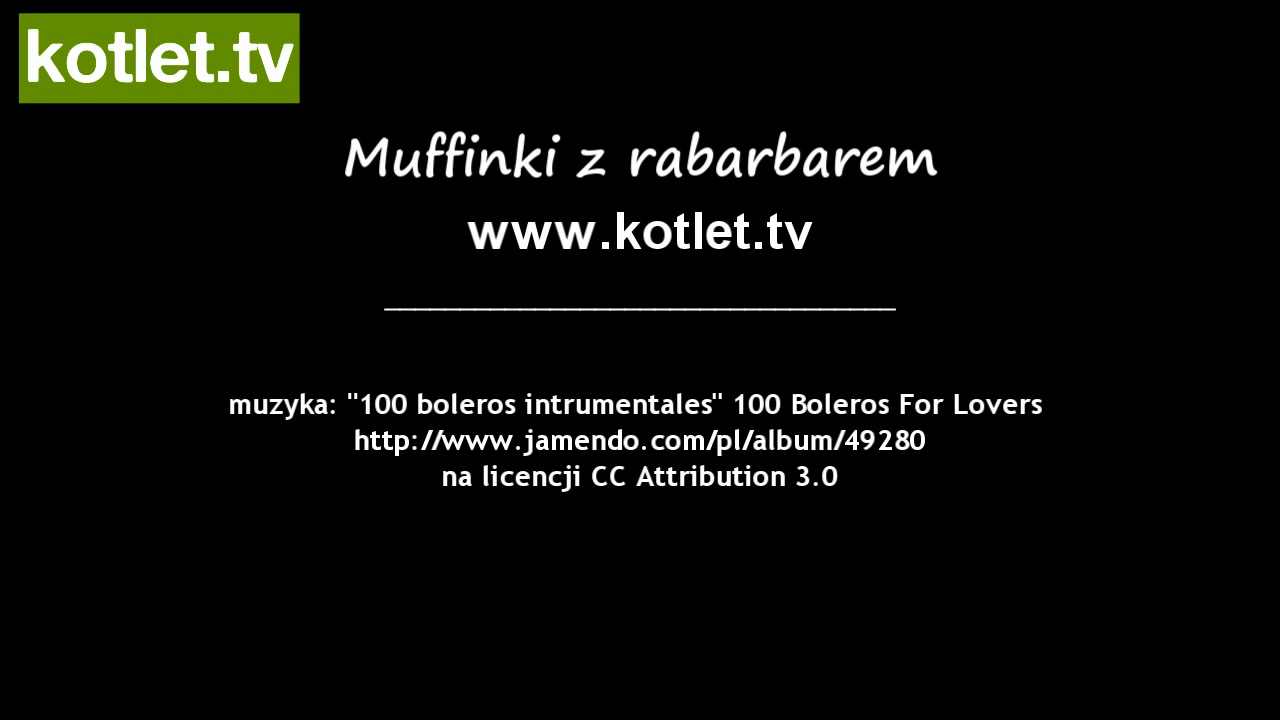 kotlet.tv
Muffinki z rabarbarem
www.kotlet.tv
muzyka: "100 boleros intrumentales" 100 Boleros For Lovers
http://www.jamendo.com/pl/album/49280
na licencji CC Attribution 3.0